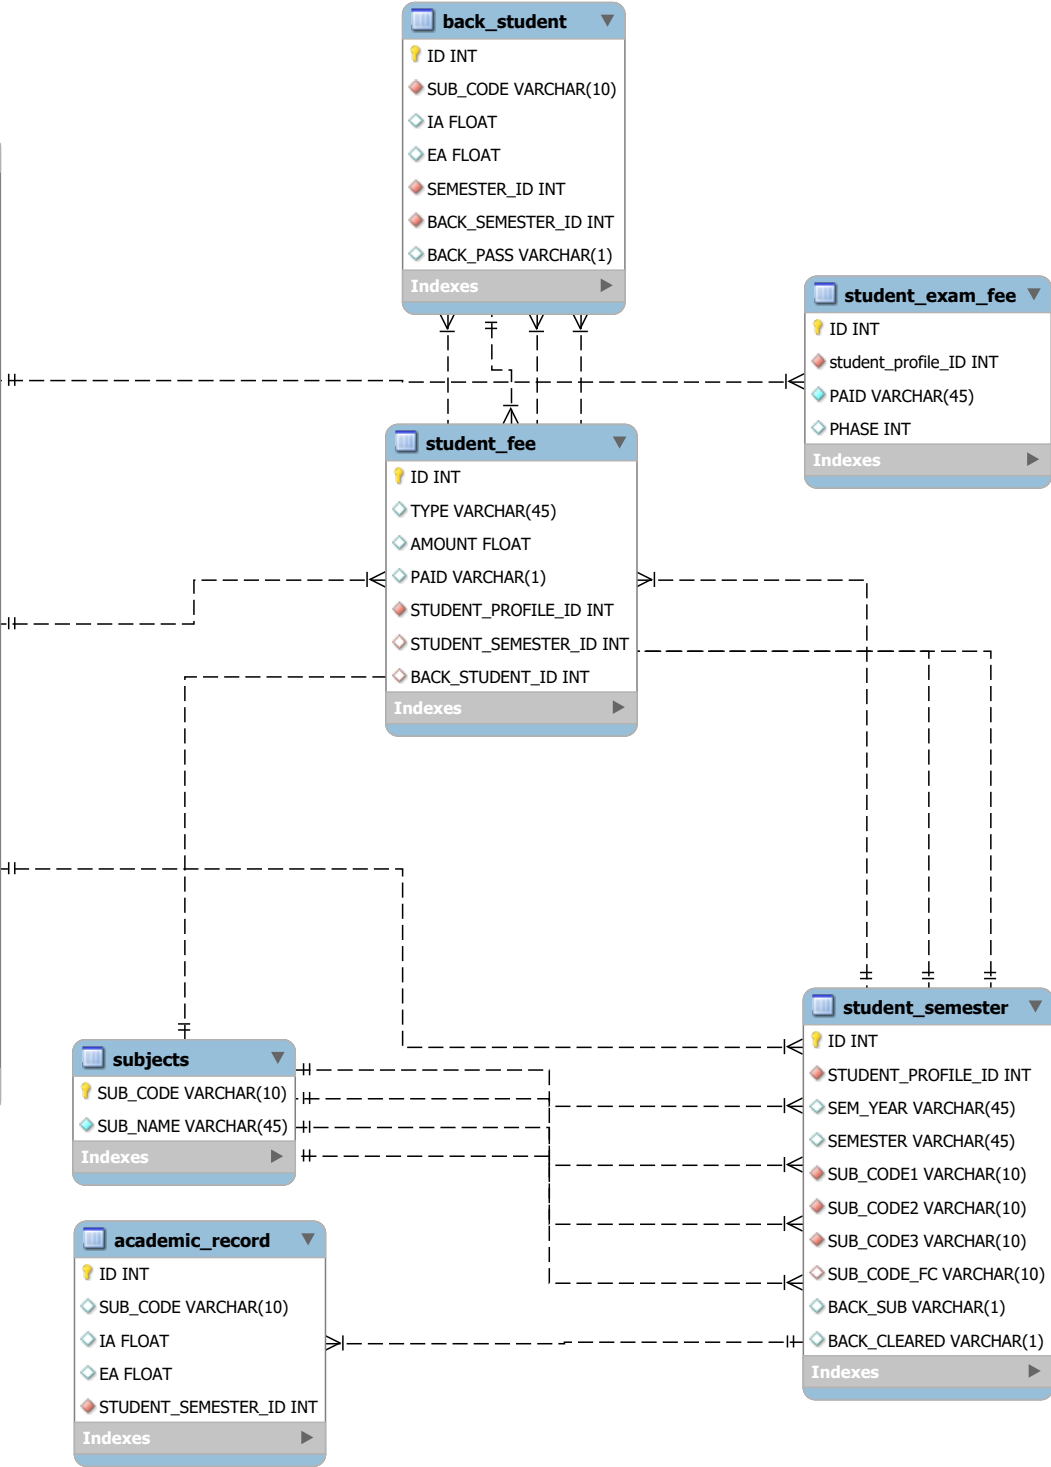 back_student
ID INT
SUB_CODE VARCHAR(10)
IA FLOAT
EA FLOAT
SEMESTER_ID INT
BACK_SEMESTER_ID INT
BACK_PASS VARCHAR(1)
Indexes
student_exam_fee
ID INT
student_profile_ID INT
PAID VARCHAR(45)
PHASE INT
Indexes
student_fee
ID INT
TYPE VARCHAR(45)
AMOUNT FLOAT
PAID VARCHAR(1)
STUDENT_PROFILE_ID INT
STUDENT_SEMESTER_ID INT
BACK_STUDENT_ID INT
Indexes
student_semester
ID INT
STUDENT_PROFILE_ID INT
SEM_YEAR VARCHAR(45)
SEMESTER VARCHAR(45)
SUB_CODE1 VARCHAR(10)
SUB_CODE2 VARCHAR(10)
SUB_CODE3 VARCHAR(10)
SUB_CODE_FC VARCHAR(10)
BACK_SUB VARCHAR(1)
BACK_CLEARED VARCHAR(1)
Indexes
subjects
SUB_CODE VARCHAR(10)
SUB_NAME VARCHAR(45)
Indexes
academic_record
ID INT
SUB_CODE VARCHAR(10)
IA FLOAT
EA FLOAT
STUDENT_SEMESTER_ID INT
Indexes